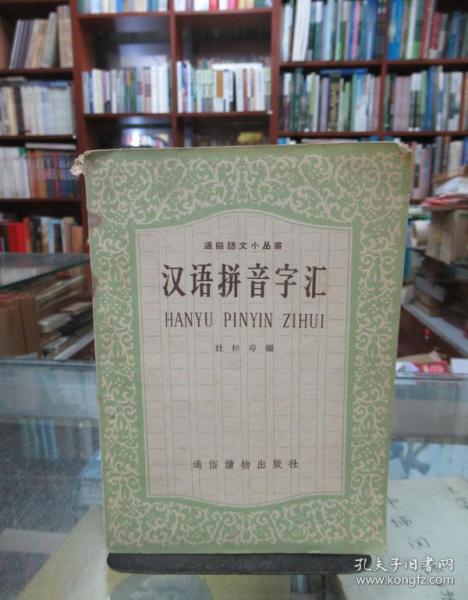 通俗語文小丛書
汉语拼音字汇
HANYU PINYIN ZIHUI
杜松寿編
通俗讀物出版社
孔夫子旧书网
www.kongfz.com